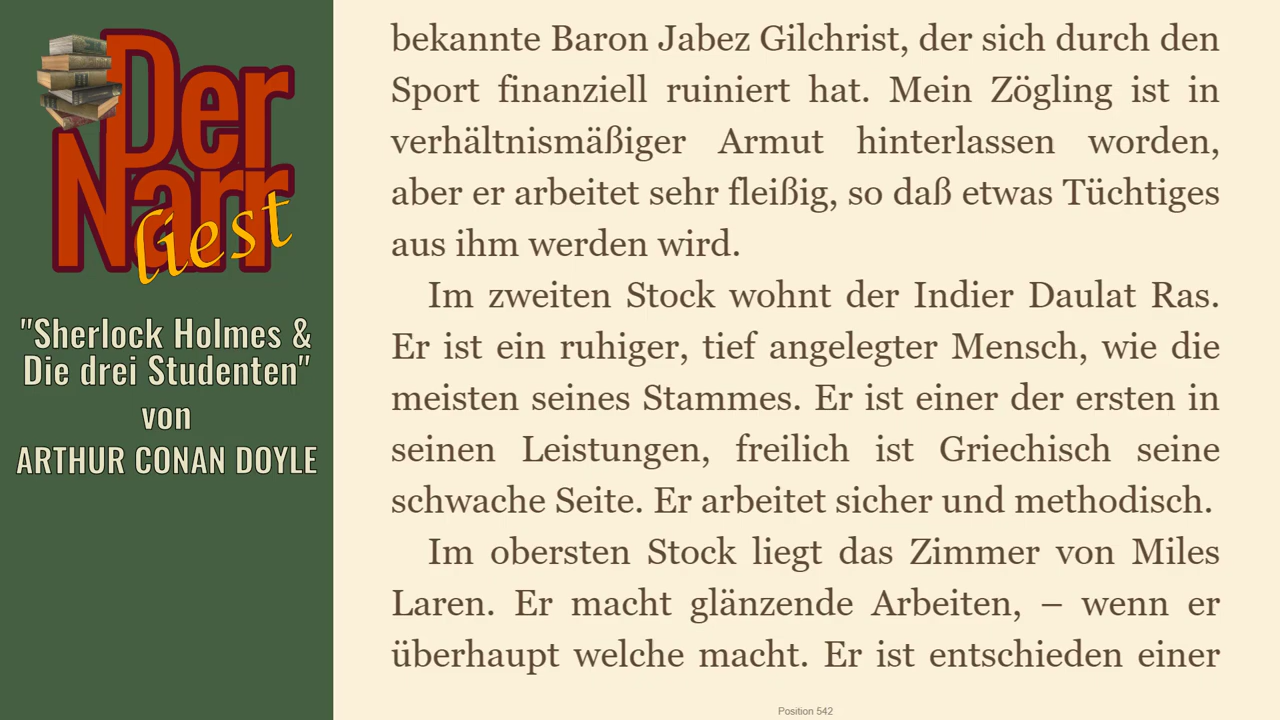 Der
Narr
liest
"Sherlock Holmes &
Die drei Studenten"
von
ARTHUR CONAN DOYLE
bekannte Baron Jabez Gilchrist, der sich durch den
Sport finanziell ruiniert hat. Mein Zögling ist in
verhältnismäßiger Armut hinterlassen worden,
aber er arbeitet sehr fleißig, so daß etwas Tüchtiges
aus ihm werden wird.
Im zweiten Stock wohnt der Indier Daulat Ras.
Er ist ein ruhiger, tief angelegter Mensch, wie die
meisten seines Stammes. Er ist einer der ersten in
seinen Leistungen, freilich ist Griechisch seine
schwache Seite. Er arbeitet sicher und methodisch.
Im obersten Stock liegt das Zimmer von Miles
Laren. Er macht glänzende Arbeiten, – wenn er
überhaupt welche macht. Er ist entschieden einer
Position 542